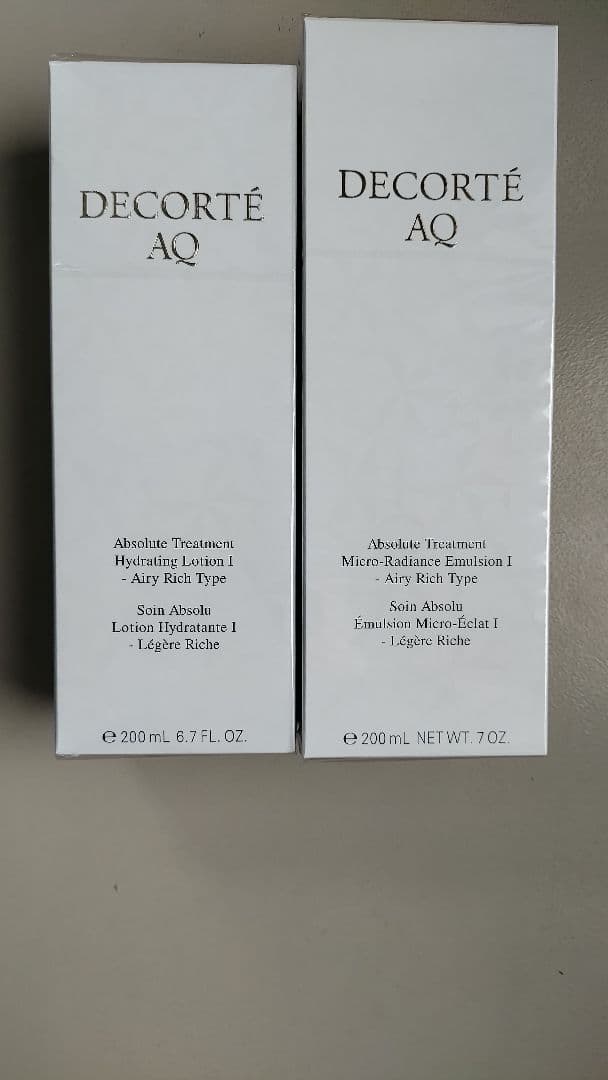 DECORTÉ
AQ
Absolute Treatment
Hydrating Lotion I
- Airy Rich Type
Soin Absolu
Lotion Hydratante I
- Légère Riche
℮ 200 mL 6.7 FL. OZ.
DECORTÉ
AQ
Absolute Treatment
Micro-Radiance Emulsion I
- Airy Rich Type
Soin Absolu
Émulsion Micro-Éclat I
- Légère Riche
℮ 200 mL NET WT. 7 OZ.